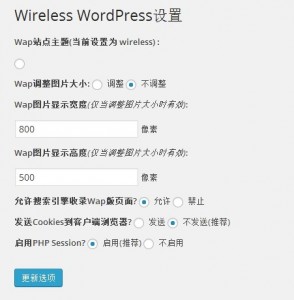 Wireless WordPress设置
Wap站点主题(当前设置为 wireless) :
Wap调整图片大小: 调整 不调整
Wap图片显示宽度(仅当调整图片大小时有效):
800 像素
Wap图片显示高度(仅当调整图片大小时有效):
500 像素
允许搜索引擎收录Wap版页面? 允许 禁止
发送Cookies到客户端浏览器? 发送 不发送(推荐)
启用PHP Session? 启用(推荐) 不启用
更新选项